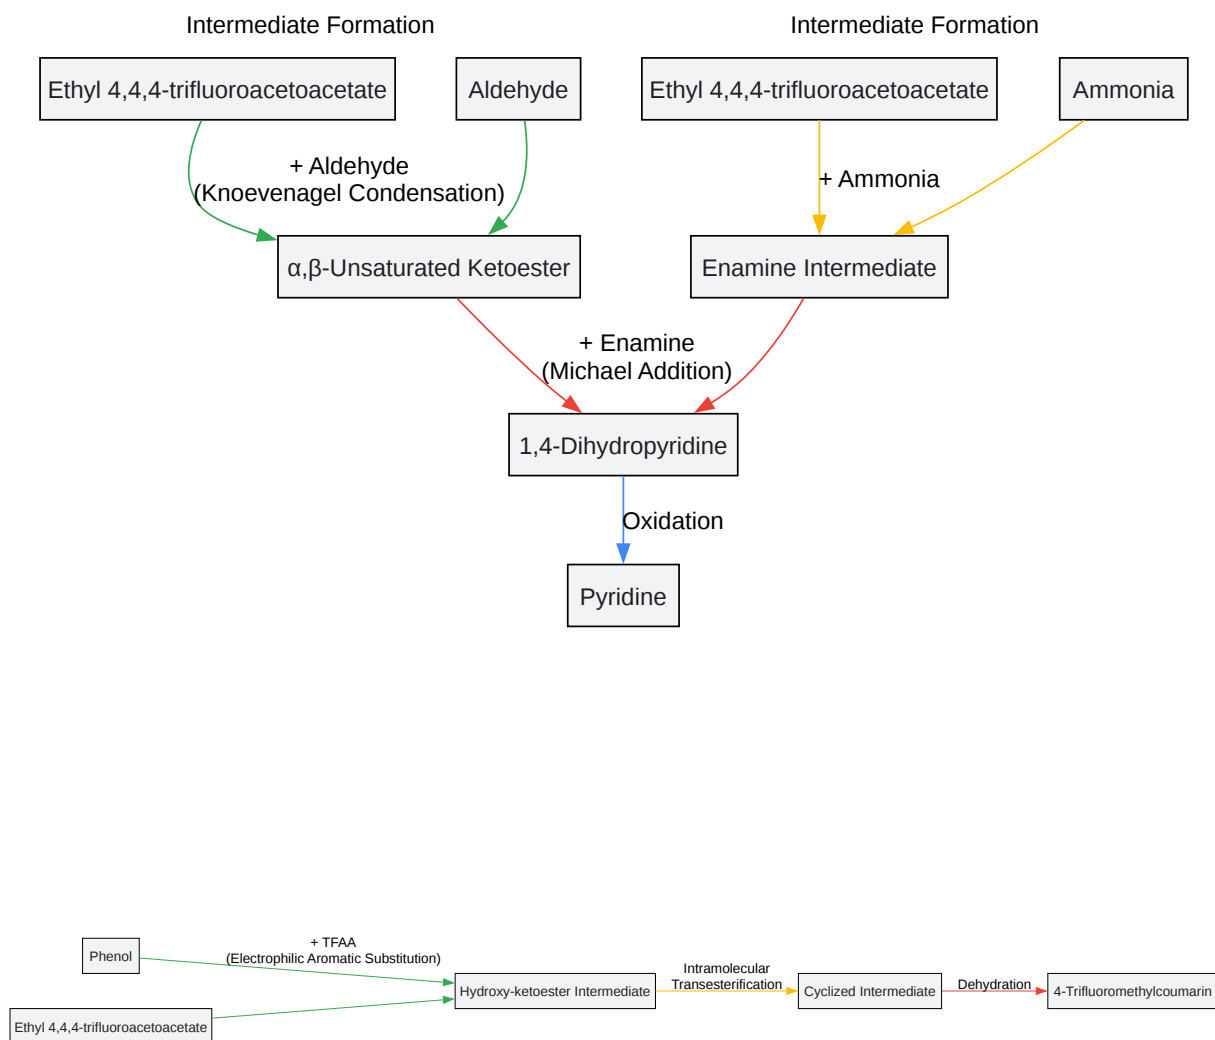 Intermediate Formation
Intermediate Formation
Ethyl 4,4,4-trifluoroacetoacetate
Aldehyde
Ethyl 4,4,4-trifluoroacetoacetate
Ammonia
+ Aldehyde
(Knoevenagel Condensation)
+ Ammonia
α,β-Unsaturated Ketoester
Enamine Intermediate
+ Enamine
(Michael Addition)
1,4-Dihydropyridine
Oxidation
Pyridine
Phenol
+ TFAA
(Electrophilic Aromatic Substitution)
Ethyl 4,4,4-trifluoroacetoacetate
Hydroxy-ketoester Intermediate
Intramolecular
Transesterification
Cyclized Intermediate
Dehydration
4-Trifluoromethylcoumarin